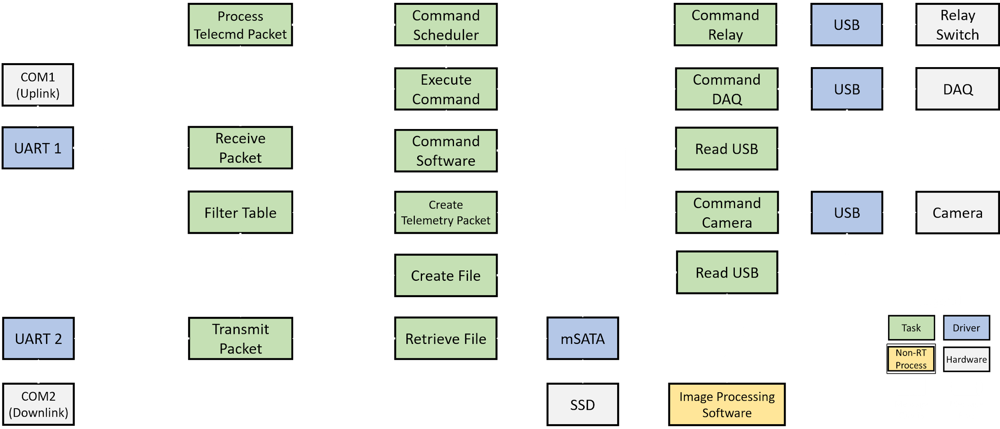 Process
Telecmd Packet
Command
Scheduler
Command
Relay
USB
Relay
Switch
COM1
(Uplink)
Execute
Command
Command
DAQ
USB
DAQ
UART 1
Receive
Packet
Command
Software
Read USB
Filter Table
Create
Telemetry Packet
Command
Camera
USB
Camera
Create File
Read USB
UART 2
Transmit
Packet
Retrieve File
mSATA
Task
Driver
Non-RT
Process
Hardware
COM2
(Downlink)
SSD
Image Processing
Software